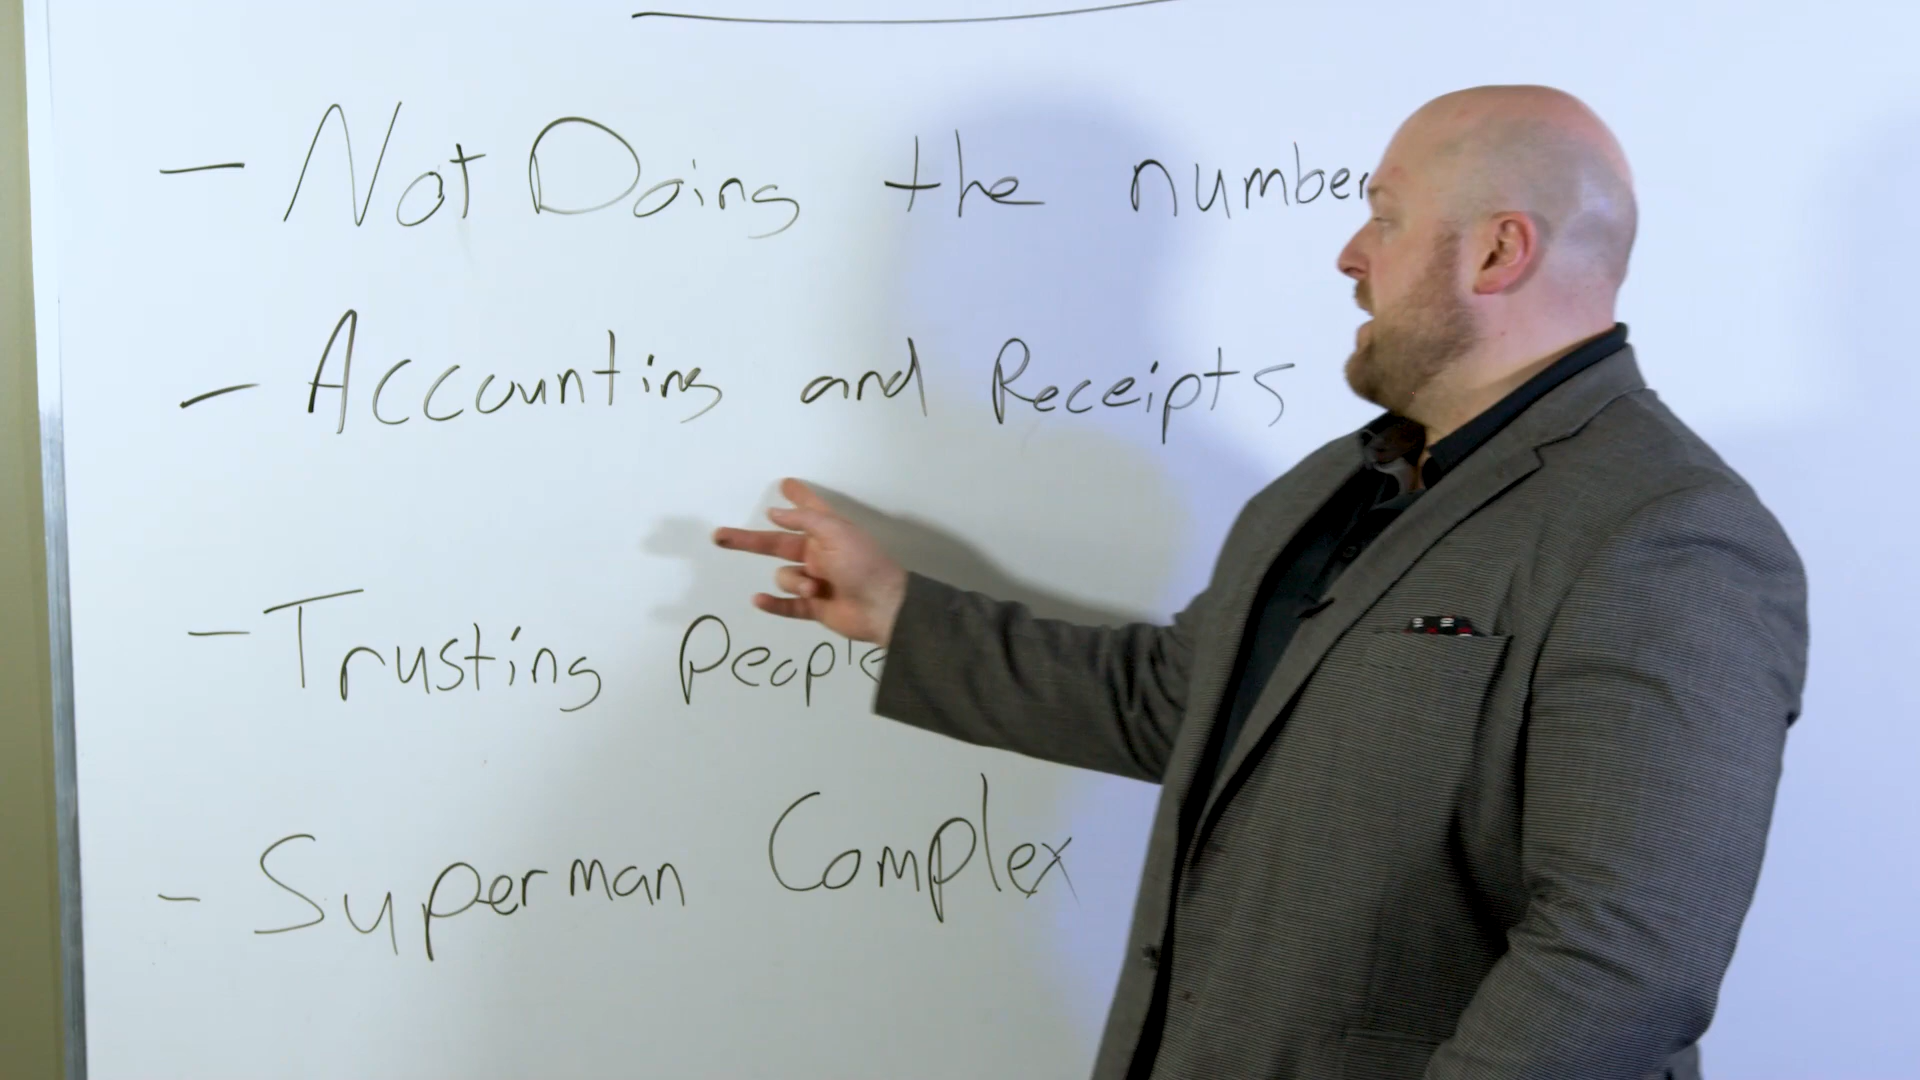 - Not Doing the number
- Accounting and Receipts
- Trusting People
- Superman Complex